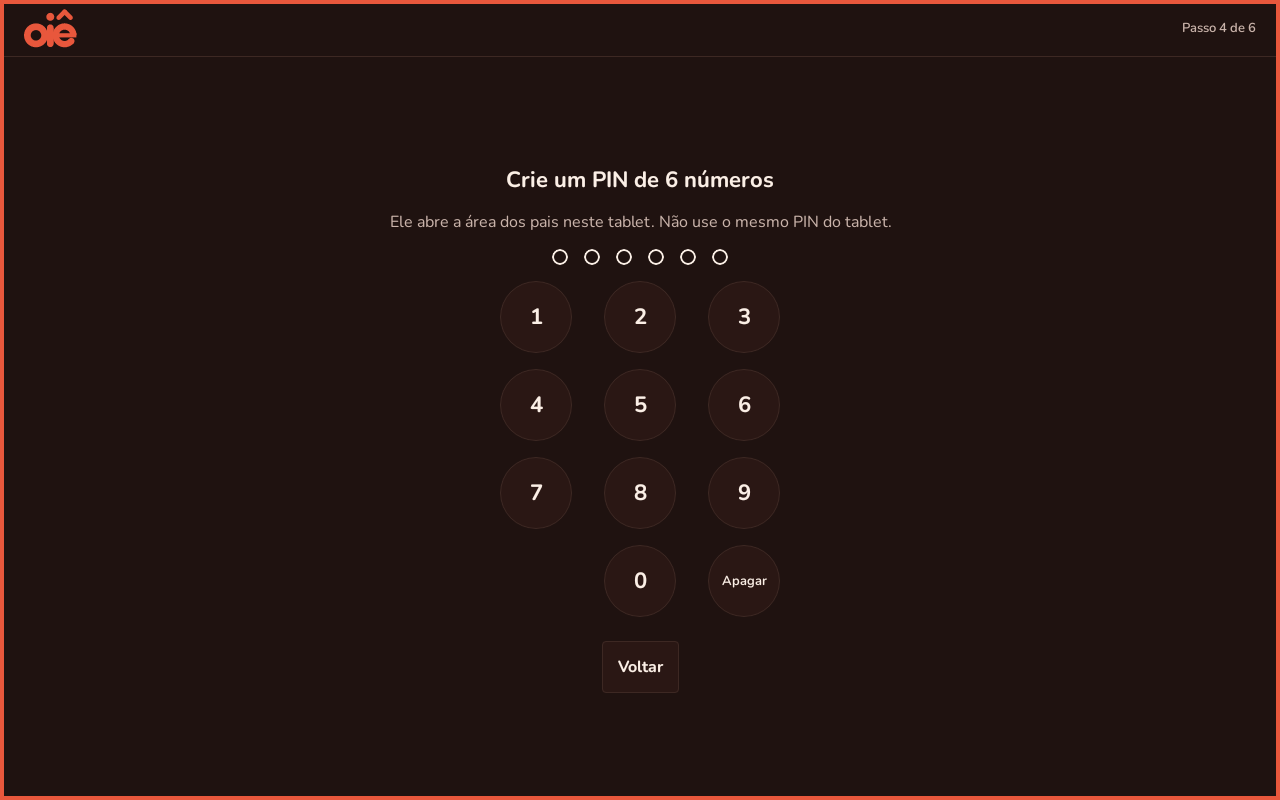 oiê
Passo 4 de 6
Crie um PIN de 6 números
Ele abre a área dos pais neste tablet. Não use o mesmo PIN do tablet.
1 2 3
4 5 6
7 8 9
0 Apagar
Voltar